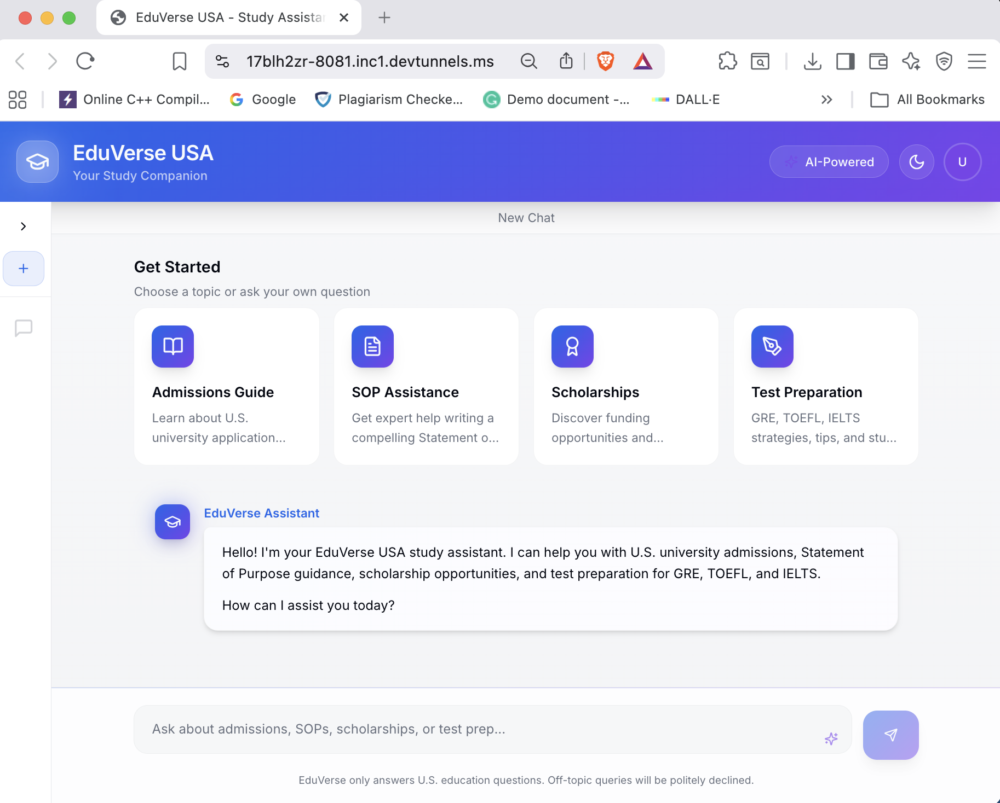 EduVerse USA - Study Assista
17blh2zr-8081.inc1.devtunnels.ms
Online C++ Compil...
Google
Plagiarism Checke...
Demo document -...
DALL·E
All Bookmarks
EduVerse USA
Your Study Companion
AI-Powered
U
New Chat
Get Started
Choose a topic or ask your own question
Admissions Guide
Learn about U.S.
university application...
SOP Assistance
Get expert help writing a
compelling Statement o...
Scholarships
Discover funding
opportunities and...
Test Preparation
GRE, TOEFL, IELTS
strategies, tips, and stu...
EduVerse Assistant
Hello! I'm your EduVerse USA study assistant. I can help you with U.S. university admissions, Statement
of Purpose guidance, scholarship opportunities, and test preparation for GRE, TOEFL, and IELTS.
How can I assist you today?
Ask about admissions, SOPs, scholarships, or test prep...
EduVerse only answers U.S. education questions. Off-topic queries will be politely declined.